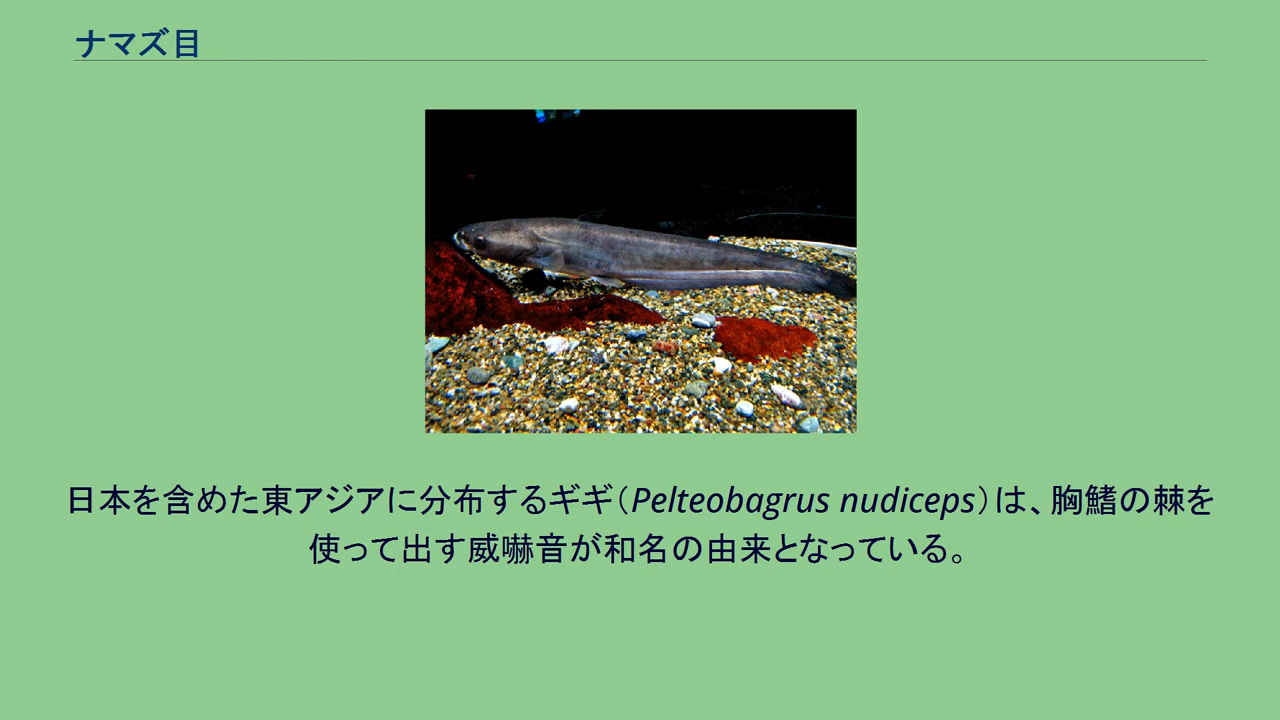 ナマズ目
日本を含めた東アジアに分布するギギ（Pelteobagrus nudiceps）は、胸鰭の棘を
使って出す威嚇音が和名の由来となっている。